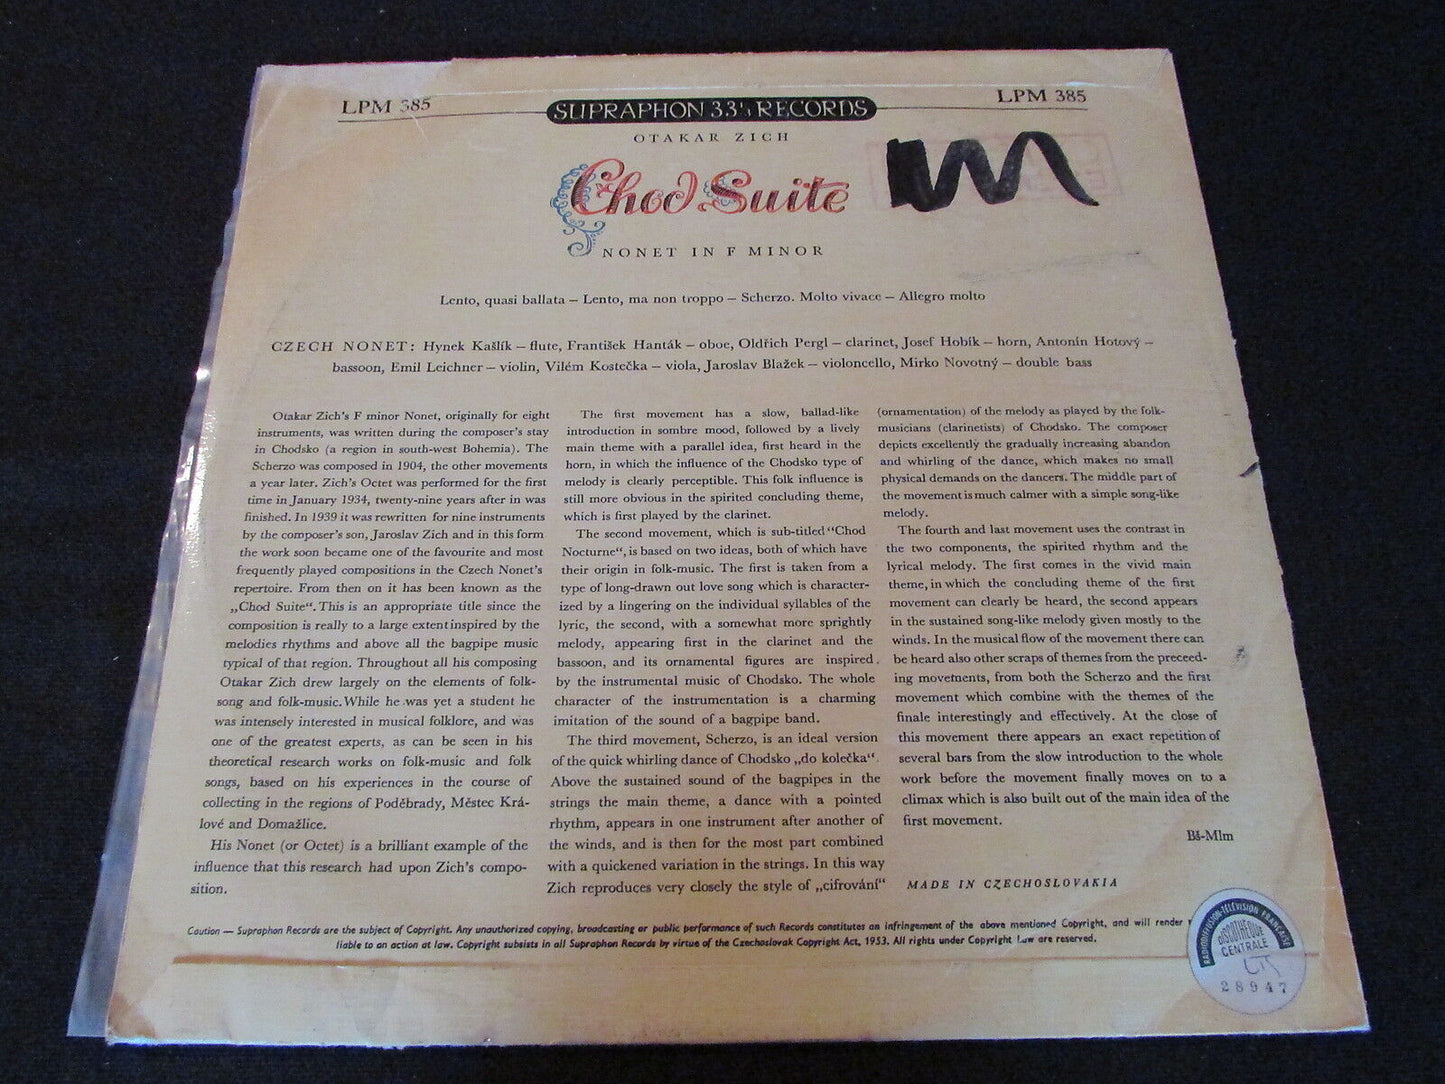 LPM 385
SUPRAPHON 33⅓ RECORDS
LPM 385
OTAKAR ZICH
Chod Suite
NONET IN F MINOR
Lento, quasi ballata – Lento, ma non troppo – Scherzo. Molto vivace – Allegro molto
CZECH NONET: Hynek Kašlík – flute, František Hanták – oboe, Oldřich Pergl – clarinet, Josef Hobík – horn, Antonín Hotový –
bassoon, Emil Leichner – violin, Vilém Kostečka – viola, Jaroslav Blažek – violoncello, Mirko Novotný – double bass
Otakar Zich's F minor Nonet, originally for eight
instruments, was written during the composer's stay
in Chodsko (a region in south-west Bohemia). The
Scherzo was composed in 1904, the other movements
a year later. Zich's Octet was performed for the first
time in January 1934, twenty-nine years after in was
finished. In 1939 it was rewritten for nine instruments
by the composer's son, Jaroslav Zich and in this form
the work soon became one of the favourite and most
frequently played compositions in the Czech Nonet's
repertoire. From then on it has been known as the
„Chod Suite“. This is an appropriate title since the
composition is really to a large extent inspired by the
melodies rhythms and above all the bagpipe music
typical of that region. Throughout all his composing
Otakar Zich drew largely on the elements of folk-
song and folk-music. While he was yet a student he
was intensely interested in musical folklore, and was
one of the greatest experts, as can be seen in his
theoretical research works on folk-music and folk
songs, based on his experiences in the course of
collecting in the regions of Poděbrady, Městec Krá-
lové and Domažlice.
His Nonet (or Octet) is a brilliant example of the
influence that this research had upon Zich's compo-
sition.
The first movement has a slow, ballad-like
introduction in sombre mood, followed by a lively
main theme with a parallel idea, first heard in the
horn, in which the influence of the Chodsko type of
melody is clearly perceptible. This folk influence is
still more obvious in the spirited concluding theme,
which is first played by the clarinet.
The second movement, which is sub-titled “Chod
Nocturne“, is based on two ideas, both of which have
their origin in folk-music. The first is taken from a
type of long-drawn out love song which is character-
ized by a lingering on the individual syllables of the
lyric, the second, with a somewhat more sprightly
melody, appearing first in the clarinet and the
bassoon, and its ornamental figures are inspired
by the instrumental music of Chodsko. The whole
character of the instrumentation is a charming
imitation of the sound of a bagpipe band.
The third movement, Scherzo, is an ideal version
of the quick whirling dance of Chodsko „do kolečka“.
Above the sustained sound of the bagpipes in the
strings the main theme, a dance with a pointed
rhythm, appears in one instrument after another of
the winds, and is then for the most part combined
with a quickened variation in the strings. In this way
Zich reproduces very closely the style of „cifrování“
(ornamentation) of the melody as played by the folk-
musicians (clarinetists) of Chodsko. The composer
depicts excellently the gradually increasing abandon
and whirling of the dance, which makes no small
physical demands on the dancers. The middle part of
the movement is much calmer with a simple song-like
melody.
The fourth and last movement uses the contrast in
the two components, the spirited rhythm and the
lyrical melody. The first comes in the vivid main
theme, in which the concluding theme of the first
movement can clearly be heard, the second appears
in the sustained song-like melody given mostly to the
winds. In the musical flow of the movement there can
be heard also other scraps of themes from the preceed-
ing movements, from both the Scherzo and the first
movement which combine with the themes of the
finale interestingly and effectively. At the close of
this movement there appears an exact repetition of
several bars from the slow introduction to the whole
work before the movement finally moves on to a
climax which is also built out of the main idea of the
first movement.
Bš-Mlm
MADE IN CZECHOSLOVAKIA
Caution — Supraphon Records are the subject of Copyright. Any unauthorized copying, broadcasting or public performance of such Records constitutes an infringement of the above mentioned Copyright, and will render
liable to an action at law. Copyright subsists in all Supraphon Records by virtue of the Czechoslovak Copyright Act, 1953. All rights under Copyright Law are reserved.
RADIODIFFUSION-TÉLÉVISION FRANÇAISE
DISCOTHÈQUE
CENTRALE
28947